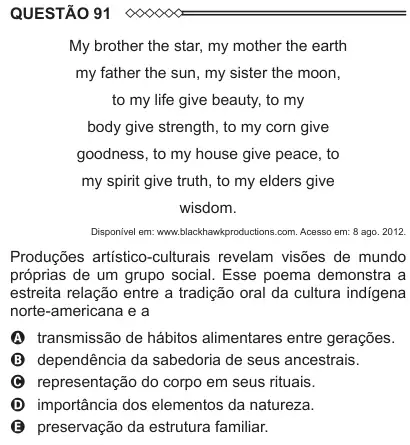 QUESTÃO 91
My brother the star, my mother the earth
my father the sun, my sister the moon,
to my life give beauty, to my
body give strength, to my corn give
goodness, to my house give peace, to
my spirit give truth, to my elders give
wisdom.
Disponível em: www.blackhawkproductions.com. Acesso em: 8 ago. 2012.
Produções artístico-culturais revelam visões de mundo
próprias de um grupo social. Esse poema demonstra a
estreita relação entre a tradição oral da cultura indígena
norte-americana e a
A transmissão de hábitos alimentares entre gerações.
B dependência da sabedoria de seus ancestrais.
C representação do corpo em seus rituais.
D importância dos elementos da natureza.
E preservação da estrutura familiar.